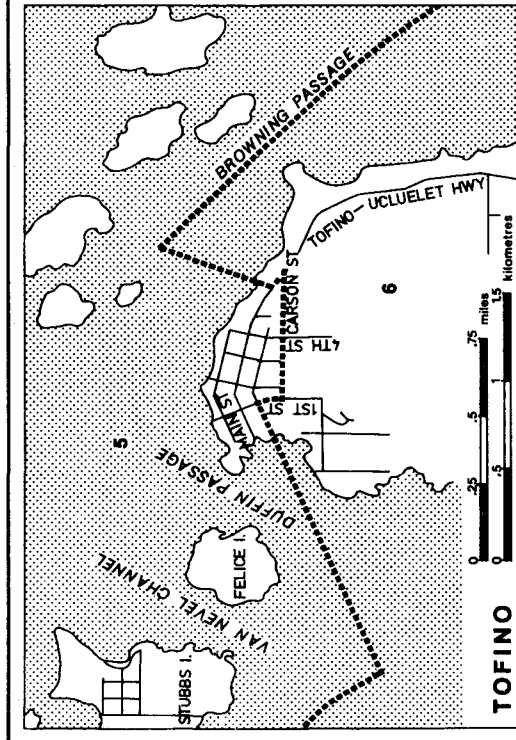 BROWNING PASSAGE
TOFINO - UCLUELET HWY
CARSON ST
4TH ST
1ST ST
MAIN ST
5
6
DUFFIN PASSAGE
VAN NEVEL CHANNEL
FELICE I.
STUBBS I.
TOFINO
0 .25 .5 .75 miles
0 .5 1 1.5 kilometres